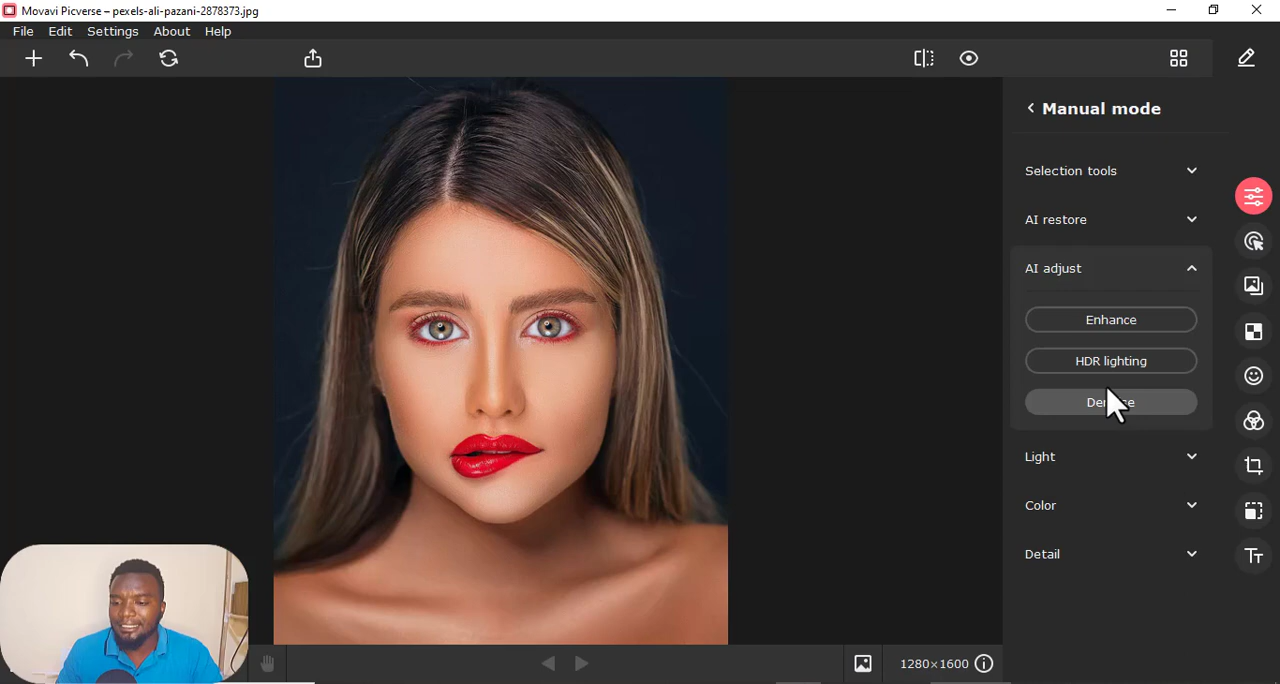 Movavi Picverse – pexels-ali-pazani-2878373.jpg
File Edit Settings About Help
Manual mode
Selection tools
AI restore
AI adjust
Enhance
HDR lighting
Light
Color
Detail
1280×1600
TT